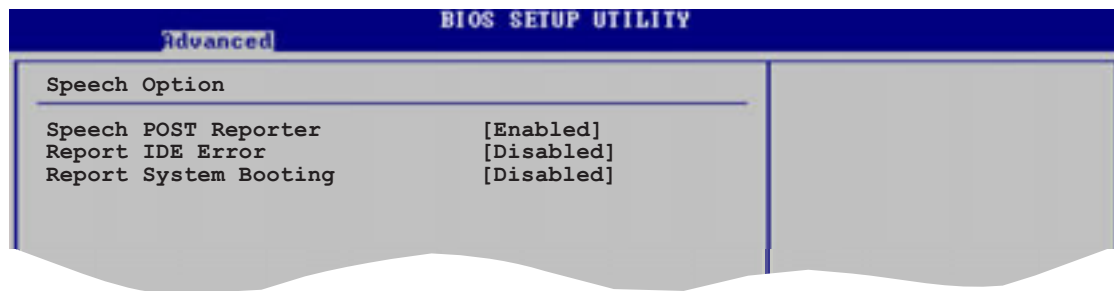 BIOS SETUP UTILITY
Advanced
Speech Option
Speech POST Reporter [Enabled]
Report IDE Error [Disabled]
Report System Booting [Disabled]